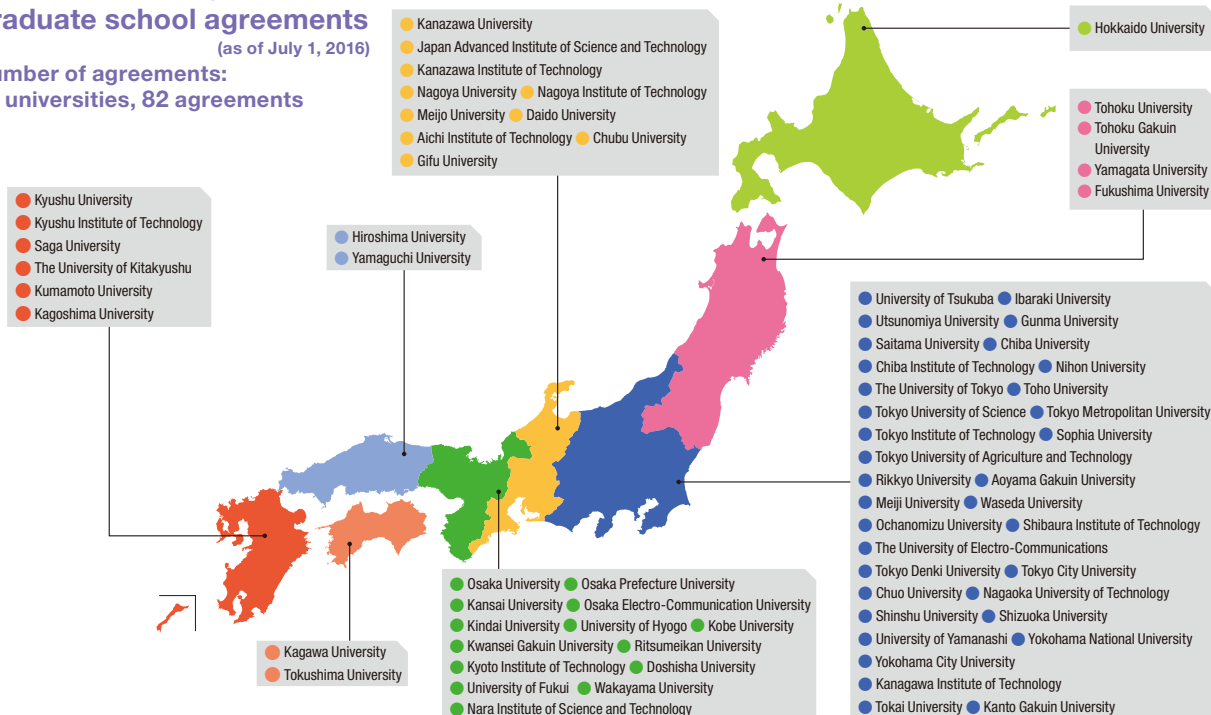 raduate school agreements
(as of July 1, 2016)
umber of agreements:
universities, 82 agreements
Kanazawa University
Japan Advanced Institute of Science and Technology
Kanazawa Institute of Technology
Nagoya University Nagoya Institute of Technology
Meijo University Daido University
Aichi Institute of Technology Chubu University
Gifu University
Hokkaido University
Tohoku University
Tohoku Gakuin
University
Yamagata University
Fukushima University
Kyushu University
Kyushu Institute of Technology
Saga University
The University of Kitakyushu
Kumamoto University
Kagoshima University
Hiroshima University
Yamaguchi University
University of Tsukuba Ibaraki University
Utsunomiya University Gunma University
Saitama University Chiba University
Chiba Institute of Technology Nihon University
The University of Tokyo Toho University
Tokyo University of Science Tokyo Metropolitan University
Tokyo Institute of Technology Sophia University
Tokyo University of Agriculture and Technology
Rikkyo University Aoyama Gakuin University
Meiji University Waseda University
Ochanomizu University Shibaura Institute of Technology
The University of Electro-Communications
Tokyo Denki University Tokyo City University
Chuo University Nagaoka University of Technology
Shinshu University Shizuoka University
University of Yamanashi Yokohama National University
Yokohama City University
Kanagawa Institute of Technology
Tokai University Kanto Gakuin University
Osaka University Osaka Prefecture University
Kansai University Osaka Electro-Communication University
Kindai University University of Hyogo Kobe University
Kwansei Gakuin University Ritsumeikan University
Kyoto Institute of Technology Doshisha University
University of Fukui Wakayama University
Nara Institute of Science and Technology
Kagawa University
Tokushima University